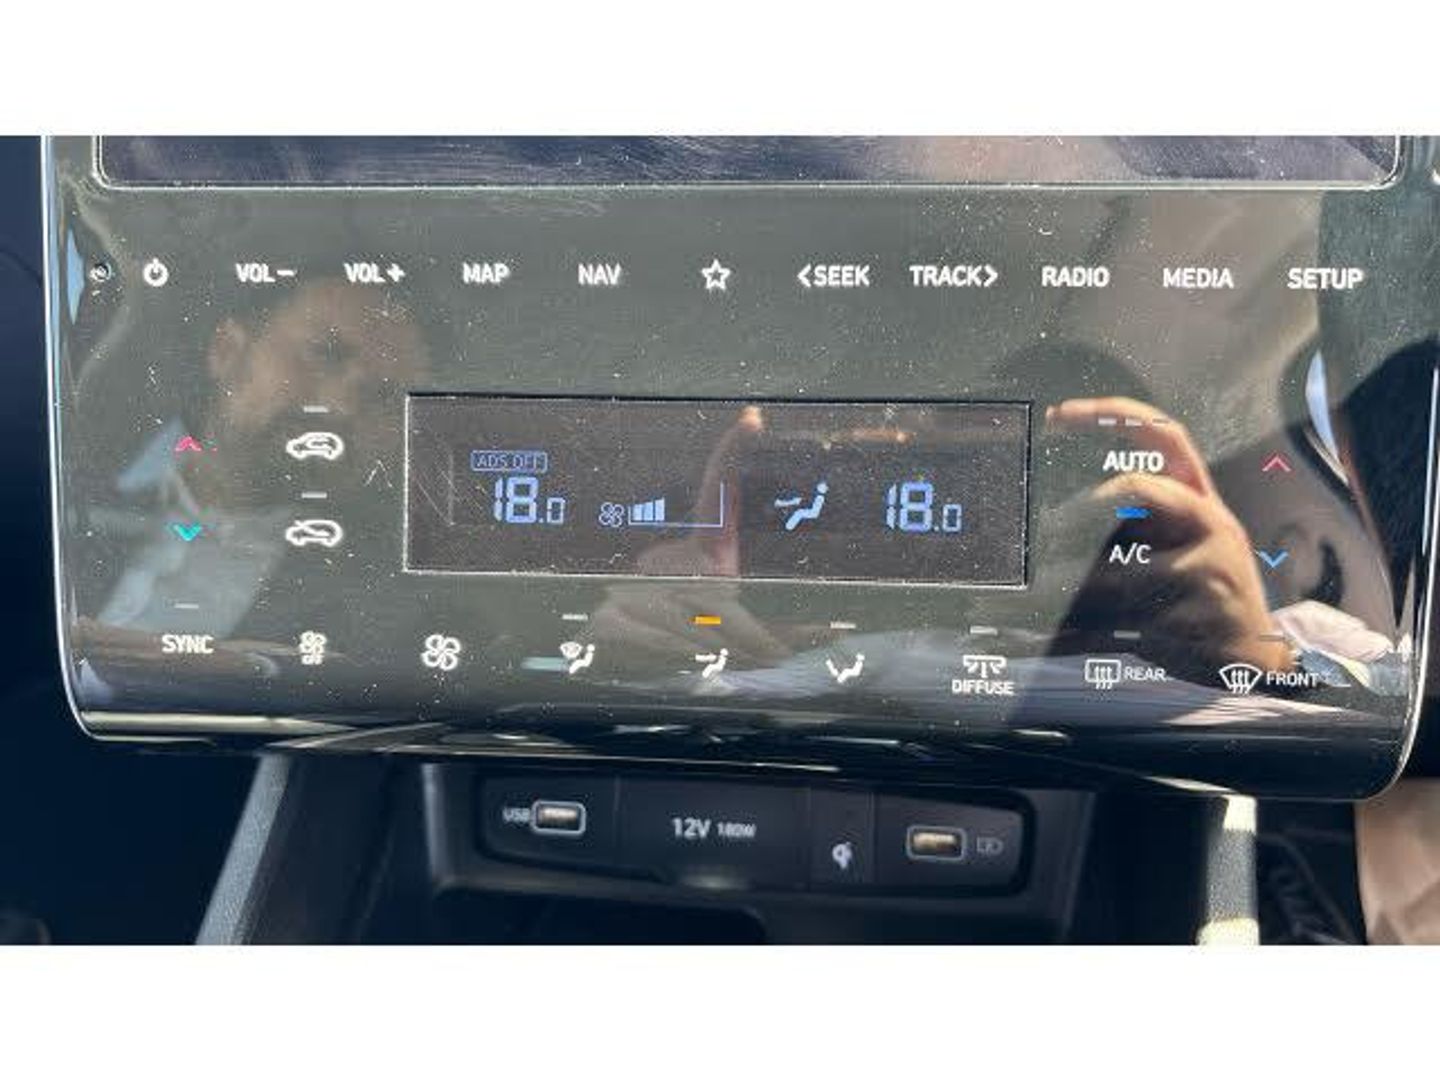 VOL− VOL+ MAP NAV <SEEK TRACK> RADIO MEDIA SETUP
AUTO
ADS OFF
18.0 18.0
A/C
SYNC OFF DIFFUSE REAR FRONT
USB 12V 180W